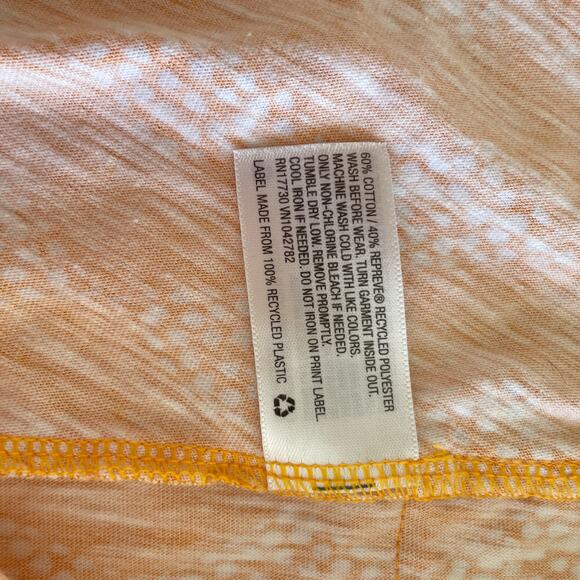 60% COTTON / 40% REPREVE® RECYCLED POLYESTER
WASH BEFORE WEAR. TURN GARMENT INSIDE OUT.
MACHINE WASH COLD WITH LIKE COLORS.
ONLY NON-CHLORINE BLEACH IF NEEDED.
TUMBLE DRY LOW. REMOVE PROMPTLY.
COOL IRON IF NEEDED. DO NOT IRON ON PRINT LABEL.
RN17730 VN1042782
LABEL MADE FROM 100% RECYCLED PLASTIC